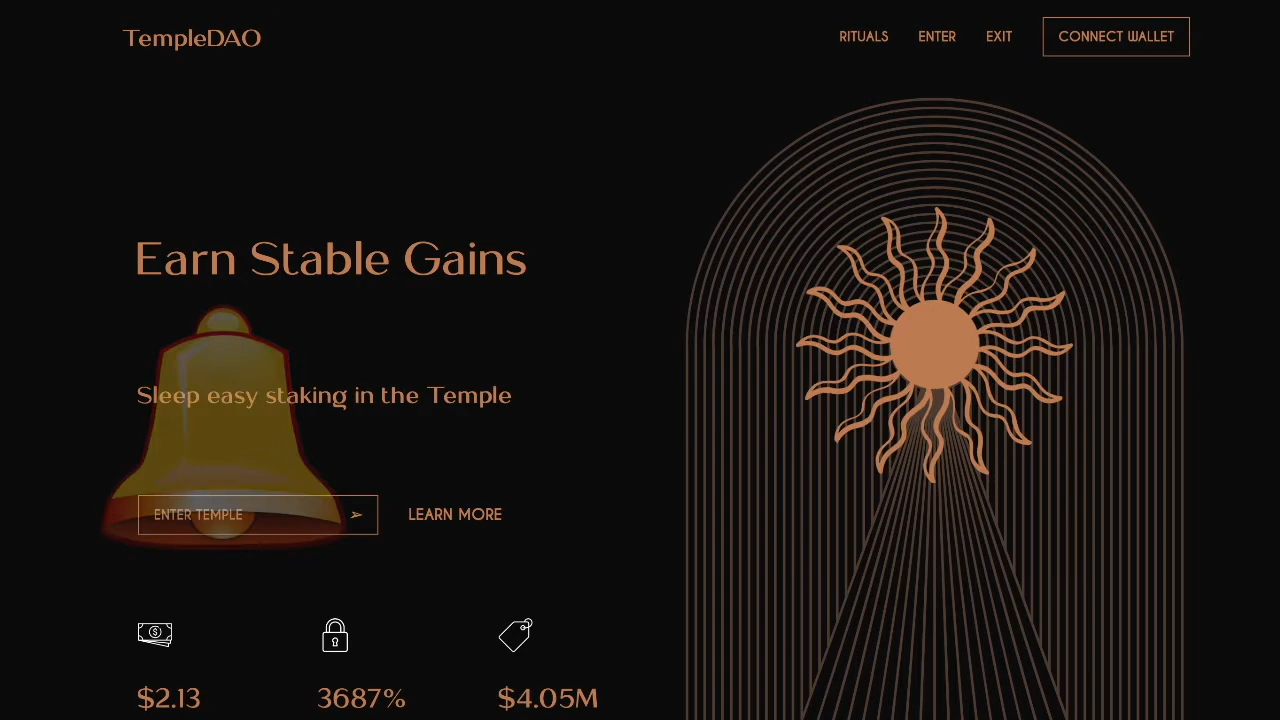 TempleDAO
RITUALS ENTER EXIT CONNECT WALLET
Earn Stable Gains
Sleep easy staking in the Temple
ENTER TEMPLE ➣ LEARN MORE
$2.13 3687% $4.05M